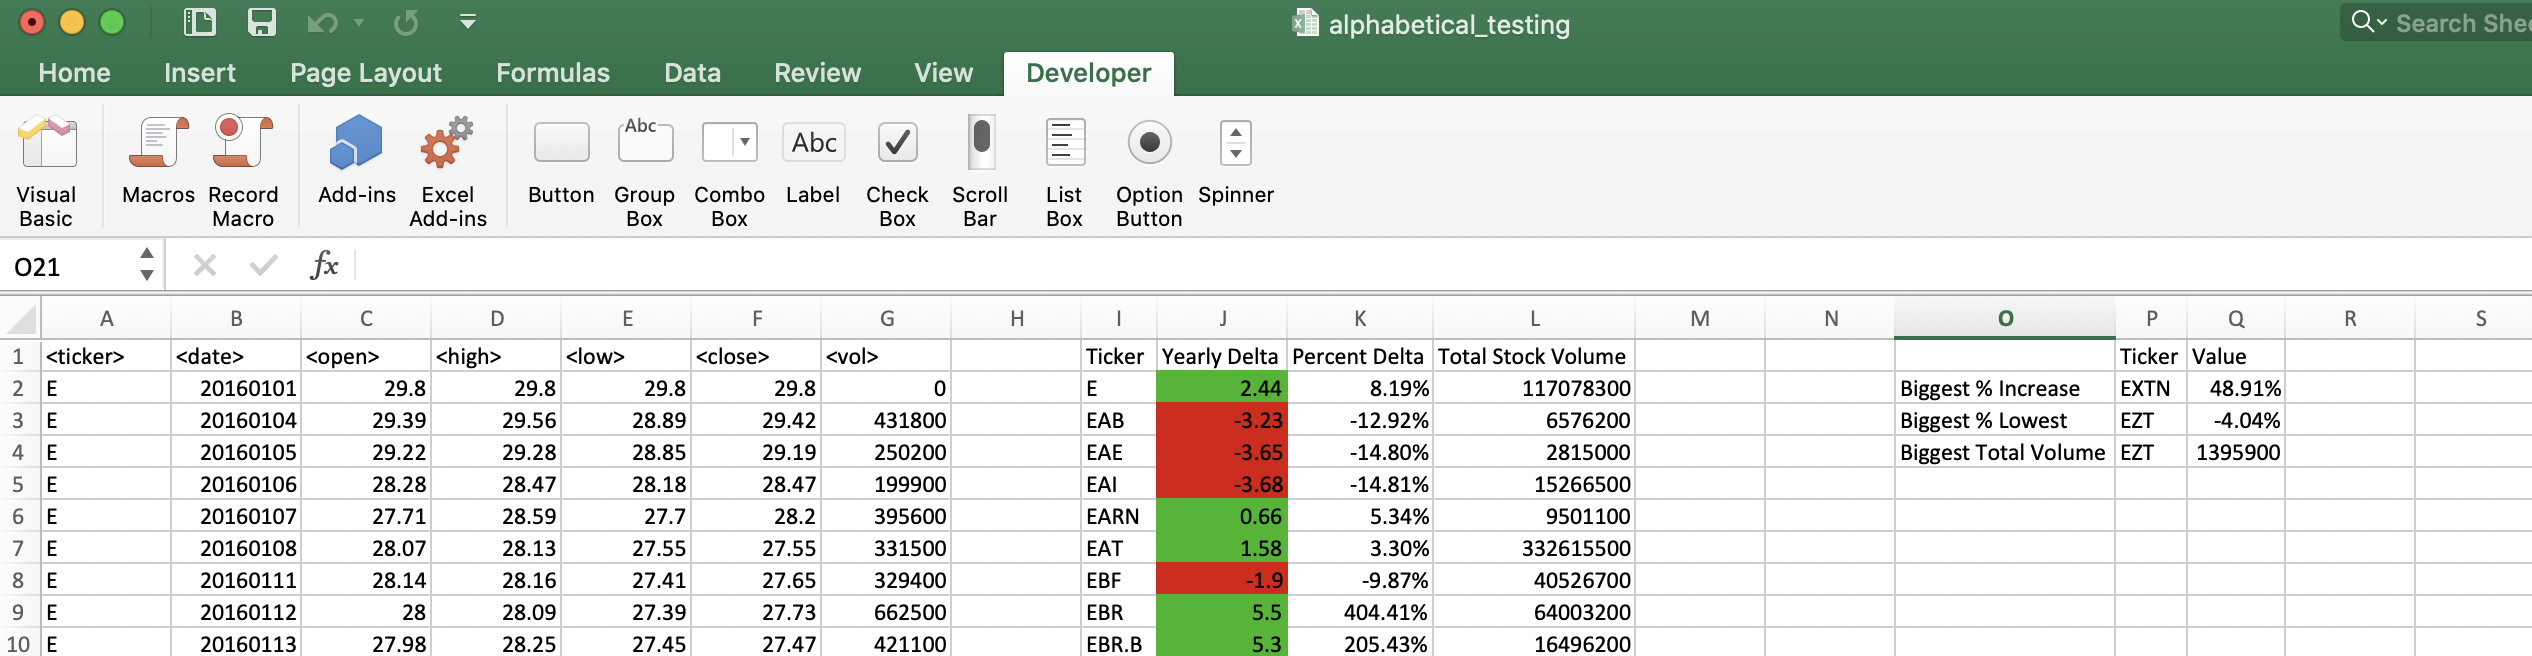 alphabetical_testing
Search Shee
Home Insert Page Layout Formulas Data Review View Developer
Abc Abc
Visual Basic Macros Record Macro Add-ins Excel Add-ins Button Group Box Combo Box Label Check Box Scroll Bar List Box Option Button Spinner
O21 fx
A B C D E F G H I J K L M N O P Q R S
1 <ticker> <date> <open> <high> <low> <close> <vol> Ticker Yearly Delta Percent Delta Total Stock Volume Ticker Value
2 E 20160101 29.8 29.8 29.8 29.8 0 E 2.44 8.19% 117078300 Biggest % Increase EXTN 48.91%
3 E 20160104 29.39 29.56 28.89 29.42 431800 EAB -3.23 -12.92% 6576200 Biggest % Lowest EZT -4.04%
4 E 20160105 29.22 29.28 28.85 29.19 250200 EAE -3.65 -14.80% 2815000 Biggest Total Volume EZT 1395900
5 E 20160106 28.28 28.47 28.18 28.47 199900 EAI -3.68 -14.81% 15266500
6 E 20160107 27.71 28.59 27.7 28.2 395600 EARN 0.66 5.34% 9501100
7 E 20160108 28.07 28.13 27.55 27.55 331500 EAT 1.58 3.30% 332615500
8 E 20160111 28.14 28.16 27.41 27.65 329400 EBF -1.9 -9.87% 40526700
9 E 20160112 28 28.09 27.39 27.73 662500 EBR 5.5 404.41% 64003200
10 E 20160113 27.98 28.25 27.45 27.47 421100 EBR.B 5.3 205.43% 16496200